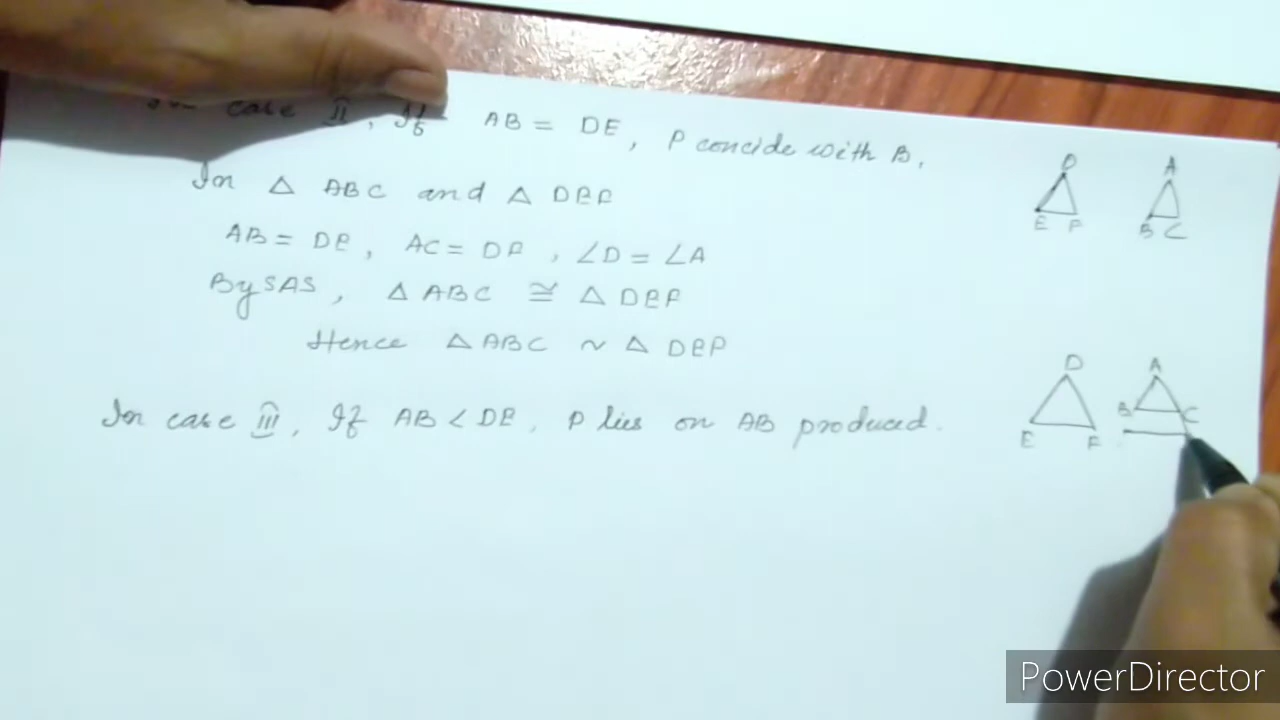 In case II, If AB = DE, P concide with B.
In △ ABC and △ DEF
AB = DE, AC = DF, ∠D = ∠A
By SAS, △ ABC ≅ △ DEF
Hence △ ABC ~ △ DEF
In case III, If AB < DE, P lies on AB produced.
D A
E F B C
D A
B C
E F
PowerDirector